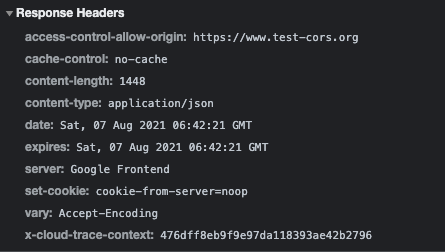 Response Headers
access-control-allow-origin: https://www.test-cors.org
cache-control: no-cache
content-length: 1448
content-type: application/json
date: Sat, 07 Aug 2021 06:42:21 GMT
expires: Sat, 07 Aug 2021 06:42:21 GMT
server: Google Frontend
set-cookie: cookie-from-server=noop
vary: Accept-Encoding
x-cloud-trace-context: 476dff8eb9f9e97da118393ae42b2796